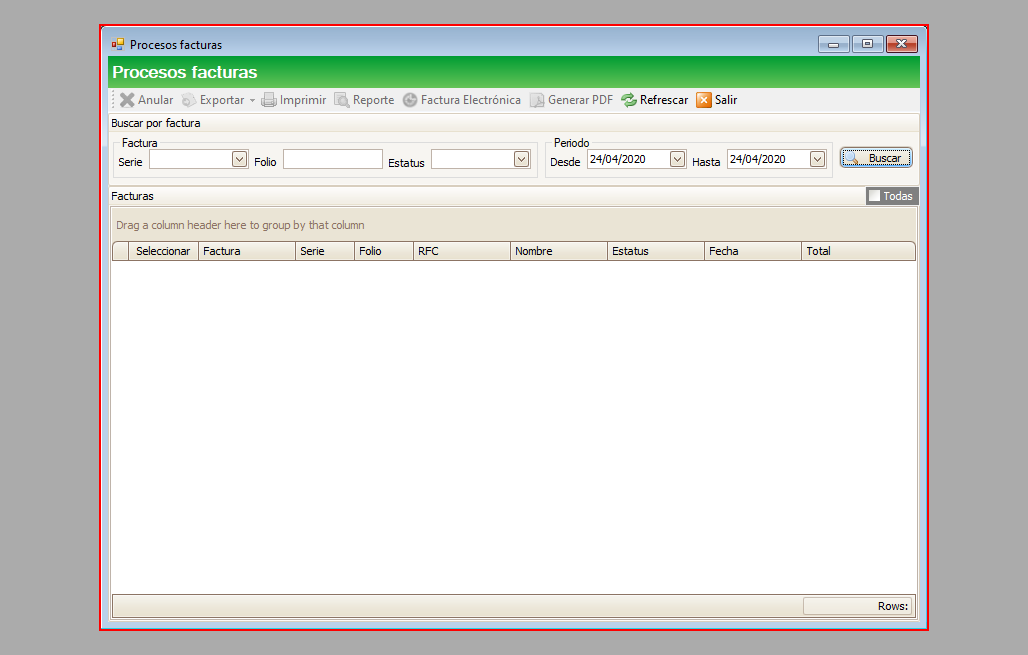 Procesos facturas
Procesos facturas
Anular Exportar Imprimir Reporte Factura Electrónica Generar PDF Refrescar Salir
Buscar por factura
Factura Periodo
Serie Folio Estatus Desde 24/04/2020 Hasta 24/04/2020 Buscar
Facturas Todas
Drag a column header here to group by that column
Seleccionar Factura Serie Folio RFC Nombre Estatus Fecha Total
Rows: